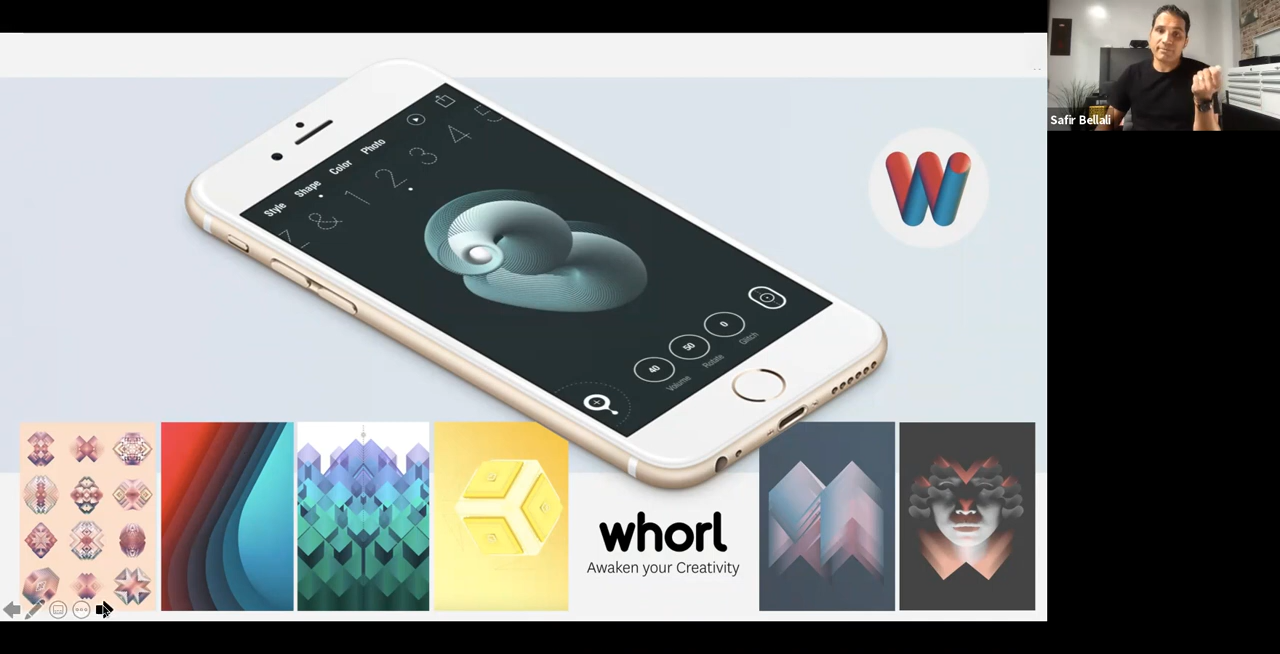 Style Shape Color Photo
Z & 1 2 3 4 5
40 50 0
Volume Rotate Glitch
W
whorl
Awaken your Creativity
Safir Bellali